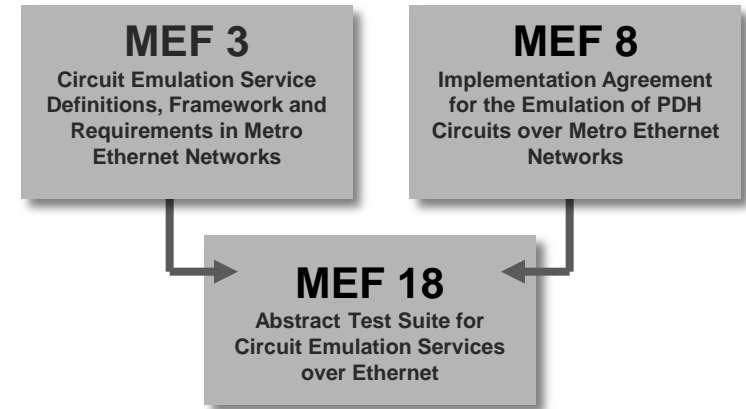 MEF 3
Circuit Emulation Service
Definitions, Framework and
Requirements in Metro
Ethernet Networks
MEF 8
Implementation Agreement
for the Emulation of PDH
Circuits over Metro Ethernet
Networks
MEF 18
Abstract Test Suite for
Circuit Emulation Services
over Ethernet